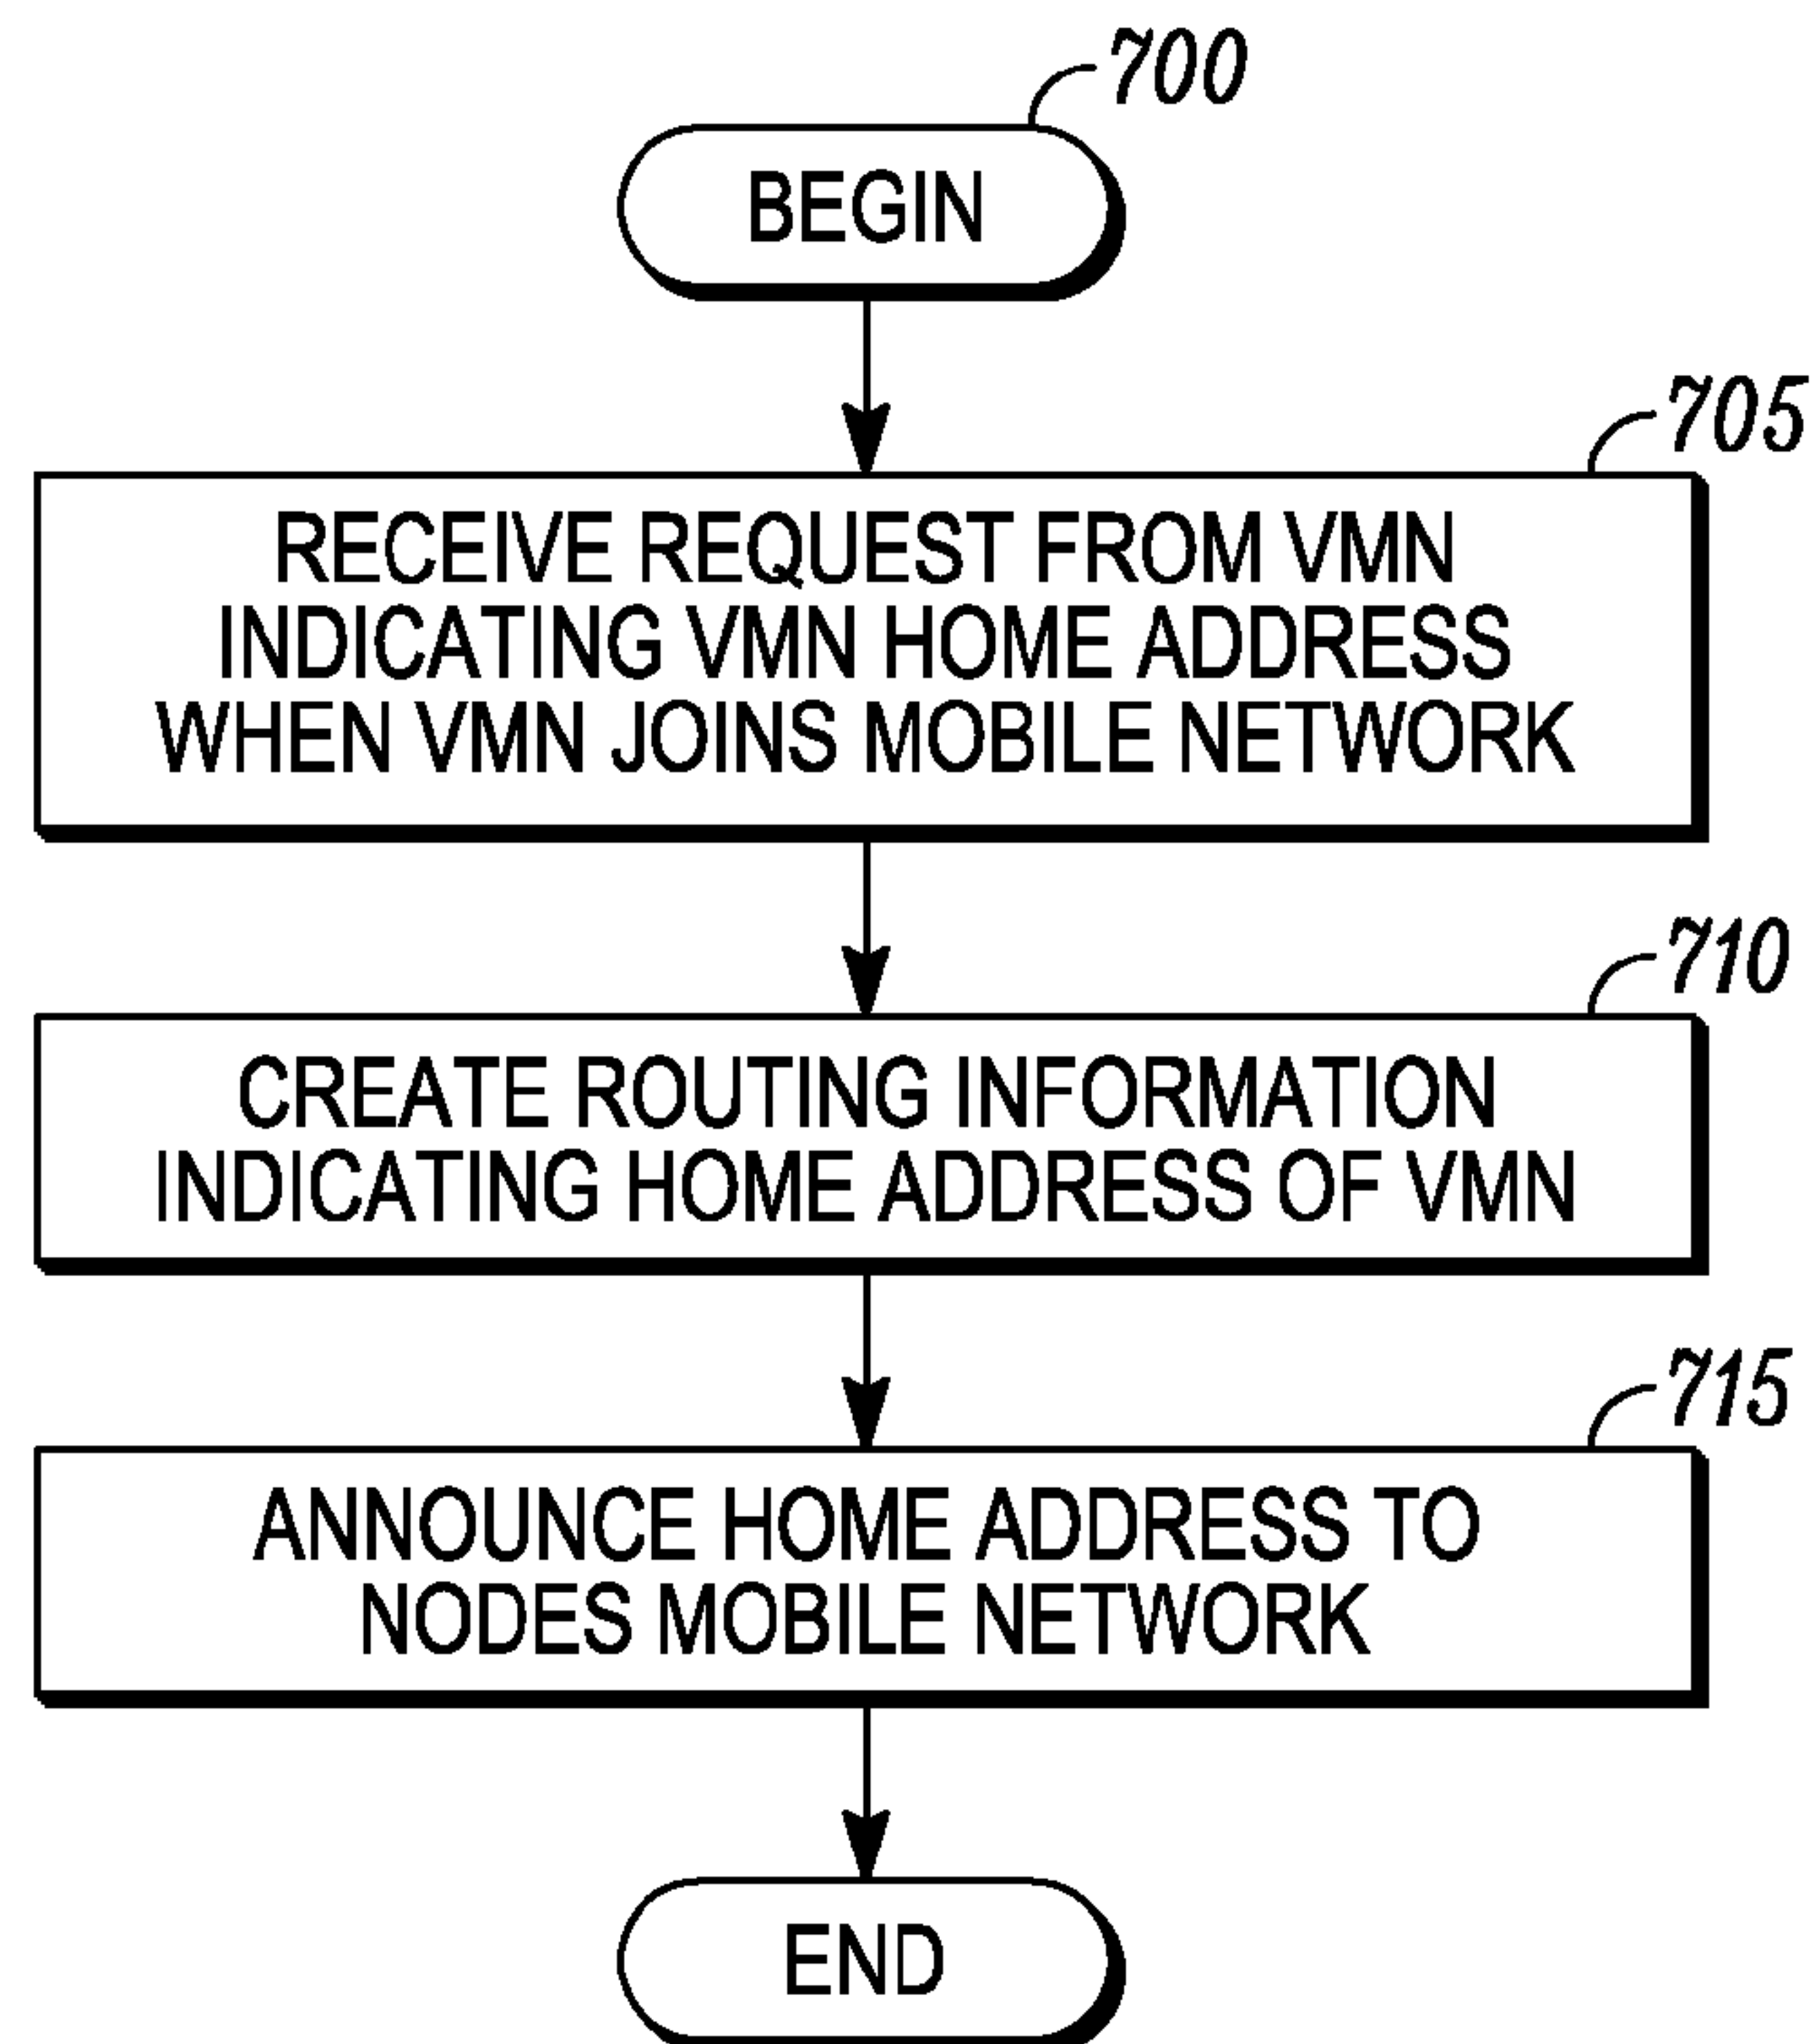 700
BEGIN
705
RECEIVE REQUEST FROM VMN
INDICATING VMN HOME ADDRESS
WHEN VMN JOINS MOBILE NETWORK
710
CREATE ROUTING INFORMATION
INDICATING HOME ADDRESS OF VMN
715
ANNOUNCE HOME ADDRESS TO
NODES MOBILE NETWORK
END